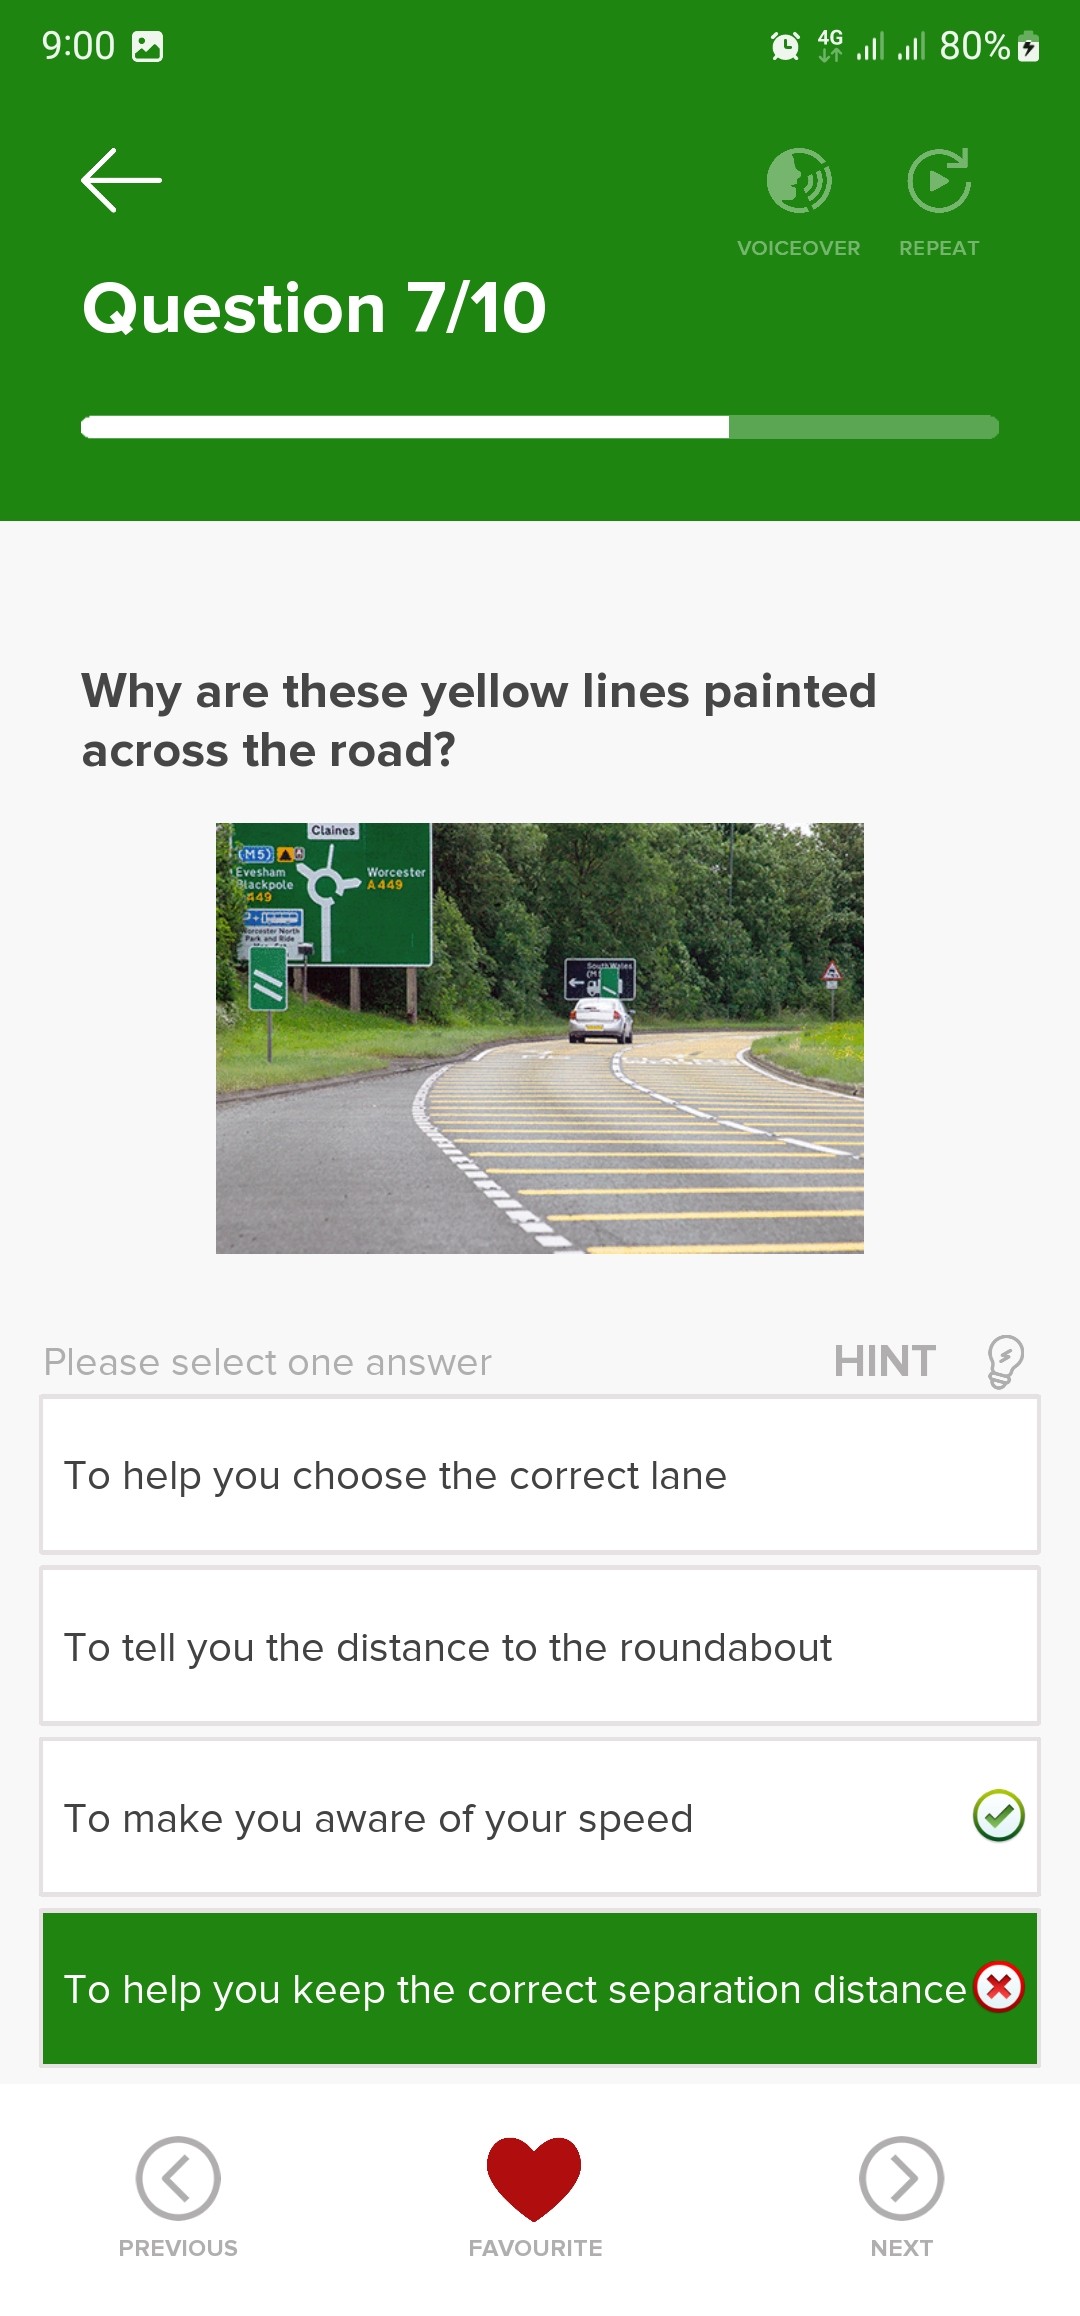 9:00
4G
80%
VOICEOVER
REPEAT
Question 7/10
Why are these yellow lines painted
across the road?
Claines
(M5)
Evesham
Blackpole
Worcester
A449
449
P+
Worcester North
Park and Ride
South Wales
Please select one answer
HINT
To help you choose the correct lane
To tell you the distance to the roundabout
To make you aware of your speed
To help you keep the correct separation distance
PREVIOUS
FAVOURITE
NEXT